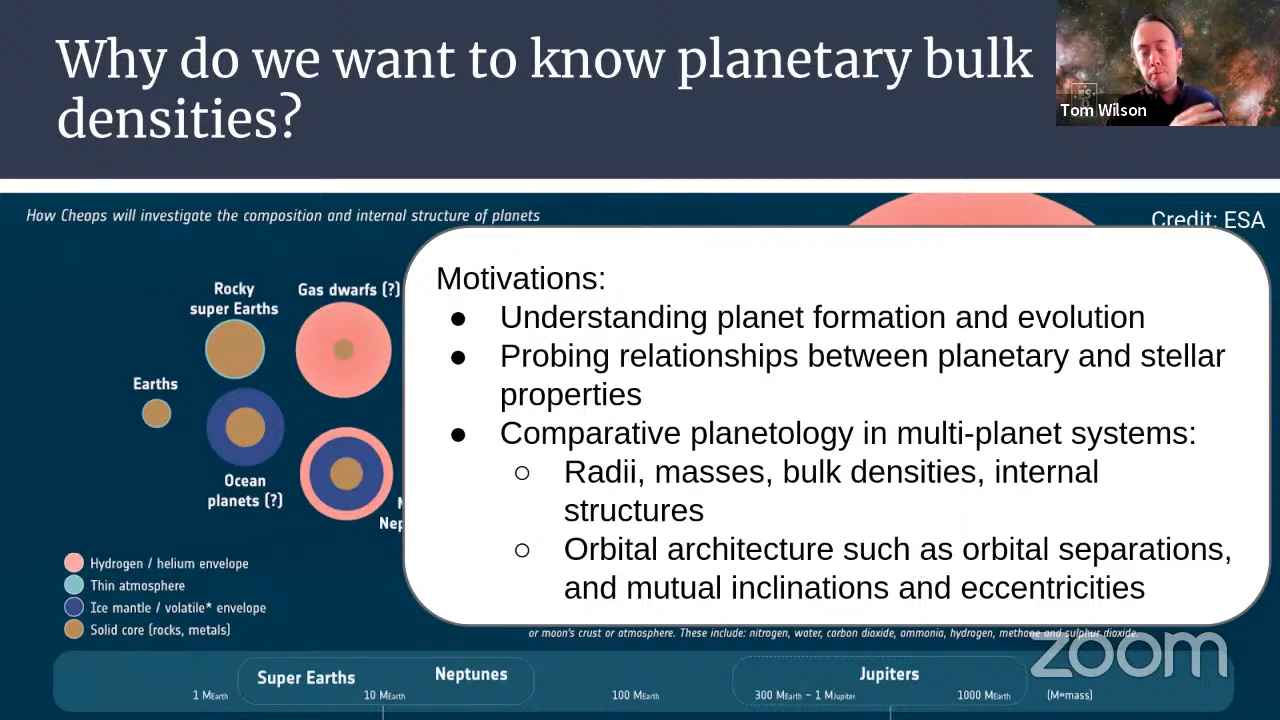 Why do we want to know planetary bulk
densities?
Tom Wilson
How Cheops will investigate the composition and internal structure of planets
Credit: ESA
Rocky
super Earths
Gas dwarfs (?)
Earths
Ocean
planets (?)
Motivations:
● Understanding planet formation and evolution
● Probing relationships between planetary and stellar
properties
● Comparative planetology in multi-planet systems:
○ Radii, masses, bulk densities, internal
structures
○ Orbital architecture such as orbital separations,
and mutual inclinations and eccentricities
Hydrogen / helium envelope
Thin atmosphere
Ice mantle / volatile* envelope
Solid core (rocks, metals)
or moon's crust or atmosphere. These include: nitrogen, water, carbon dioxide, ammonia, hydrogen, methane and sulphur dioxide.
zoom
Super Earths
Neptunes
Jupiters
1 MEarth
10 MEarth
100 MEarth
300 MEarth ~ 1 MJupiter
1000 MEarth
(M=mass)